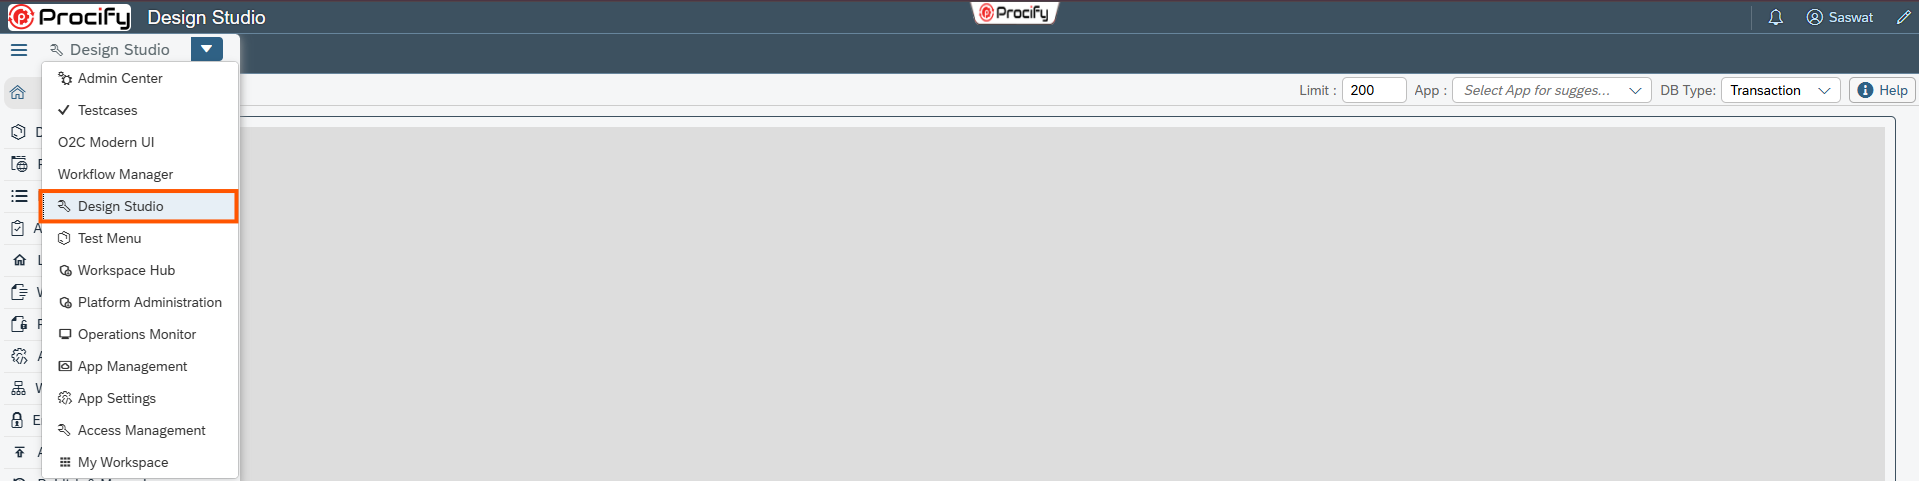 Procify Design Studio Procify Saswat
Design Studio
Limit : 200 App : Select App for sugges... DB Type: Transaction Help
Admin Center
Testcases
O2C Modern UI
Workflow Manager
Design Studio
Test Menu
Workspace Hub
Platform Administration
Operations Monitor
App Management
App Settings
Access Management
My Workspace